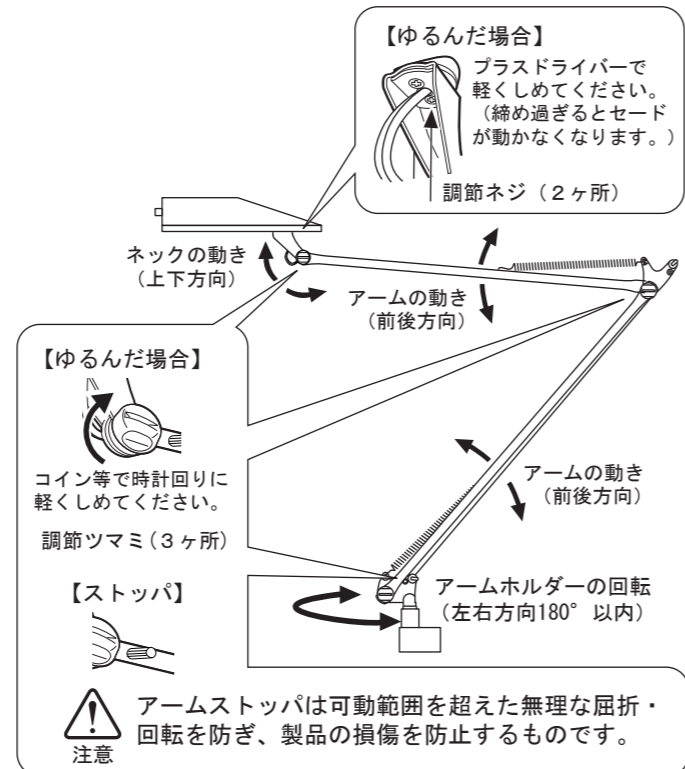 【ゆるんだ場合】
プラスドライバーで
軽くしめてください。
（締め過ぎるとセード
が動かなくなります。）
調節ネジ（２ヶ所）
ネックの動き
（上下方向）
アームの動き
（前後方向）
【ゆるんだ場合】
コイン等で時計回りに
軽くしめてください。
調節ツマミ（３ヶ所）
アームの動き
（前後方向）
【ストッパ】
アームホルダーの回転
（左右方向180°以内）
アームストッパは可動範囲を超えた無理な屈折・
回転を防ぎ、製品の損傷を防止するものです。
注意